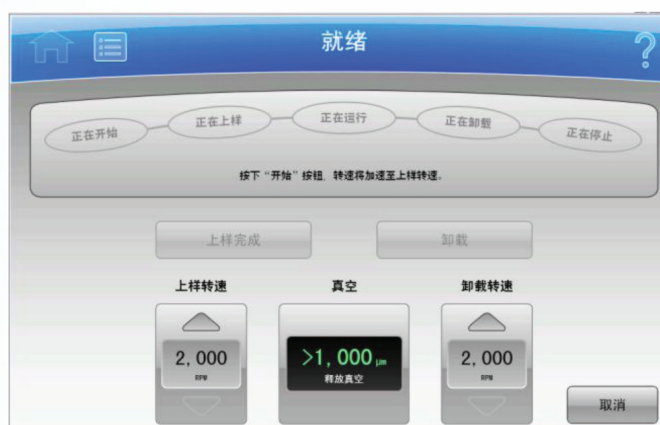 就绪
?
正在开始
正在上样
正在运行
正在卸载
正在停止
按下“开始”按钮，转速将加速至上样转速。
上样完成
卸载
上样转速
真空
卸载转速
2,000
RPM
>1,000 μm
释放真空
2,000
RPM
取消